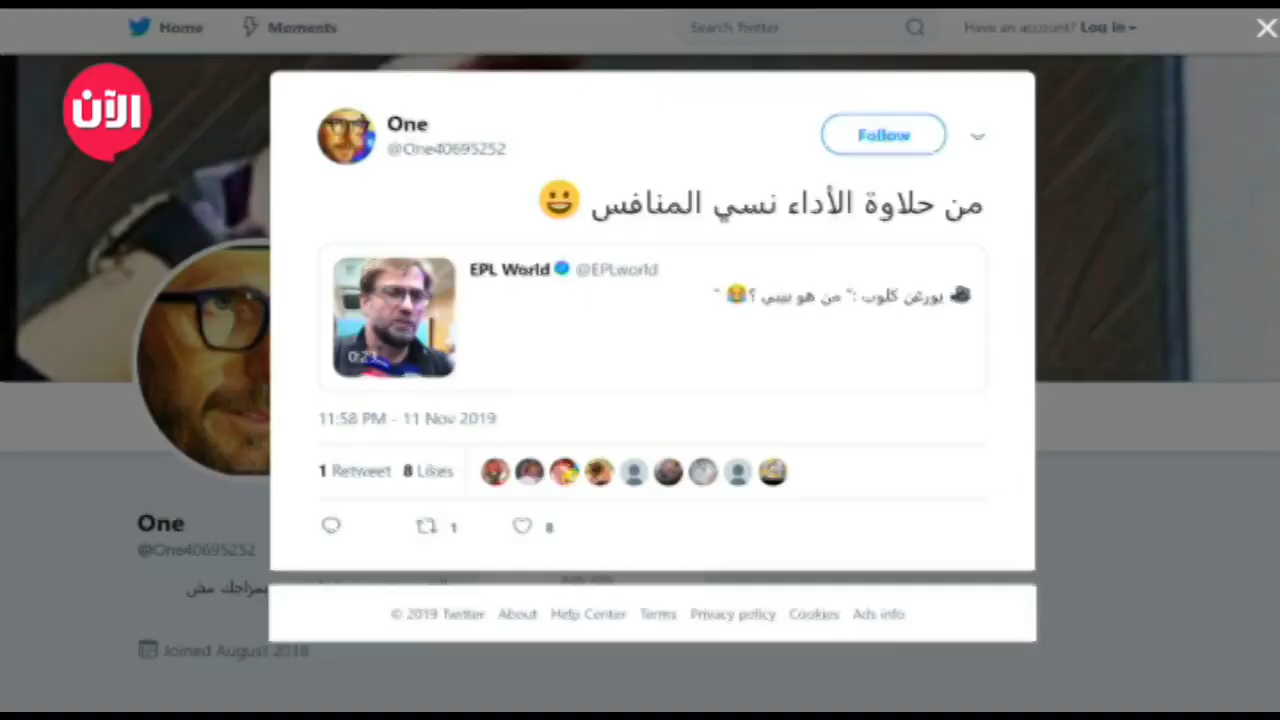 Home
Moments
Search Twitter
Have an account? Log in
الآن
One
@One40695252
Follow
من حلاوة الأداء نسي المنافس 😀
EPL World @EPLworld
يورغن كلوب :" من هو بيبي ؟😂 "
0:23
11:58 PM - 11 Nov 2019
1 Retweet 8 Likes
1
8
One
@One40695252
بمزاجك مش
© 2019 Twitter About Help Center Terms Privacy policy Cookies Ads info
Joined August 2018